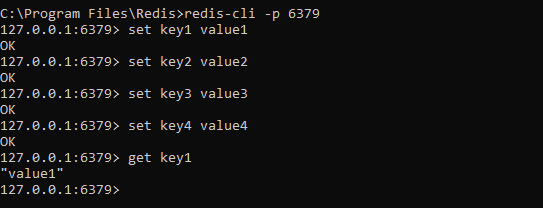 C:\Program Files\Redis>redis-cli -p 6379
127.0.0.1:6379> set key1 value1
OK
127.0.0.1:6379> set key2 value2
OK
127.0.0.1:6379> set key3 value3
OK
127.0.0.1:6379> set key4 value4
OK
127.0.0.1:6379> get key1
"value1"
127.0.0.1:6379>